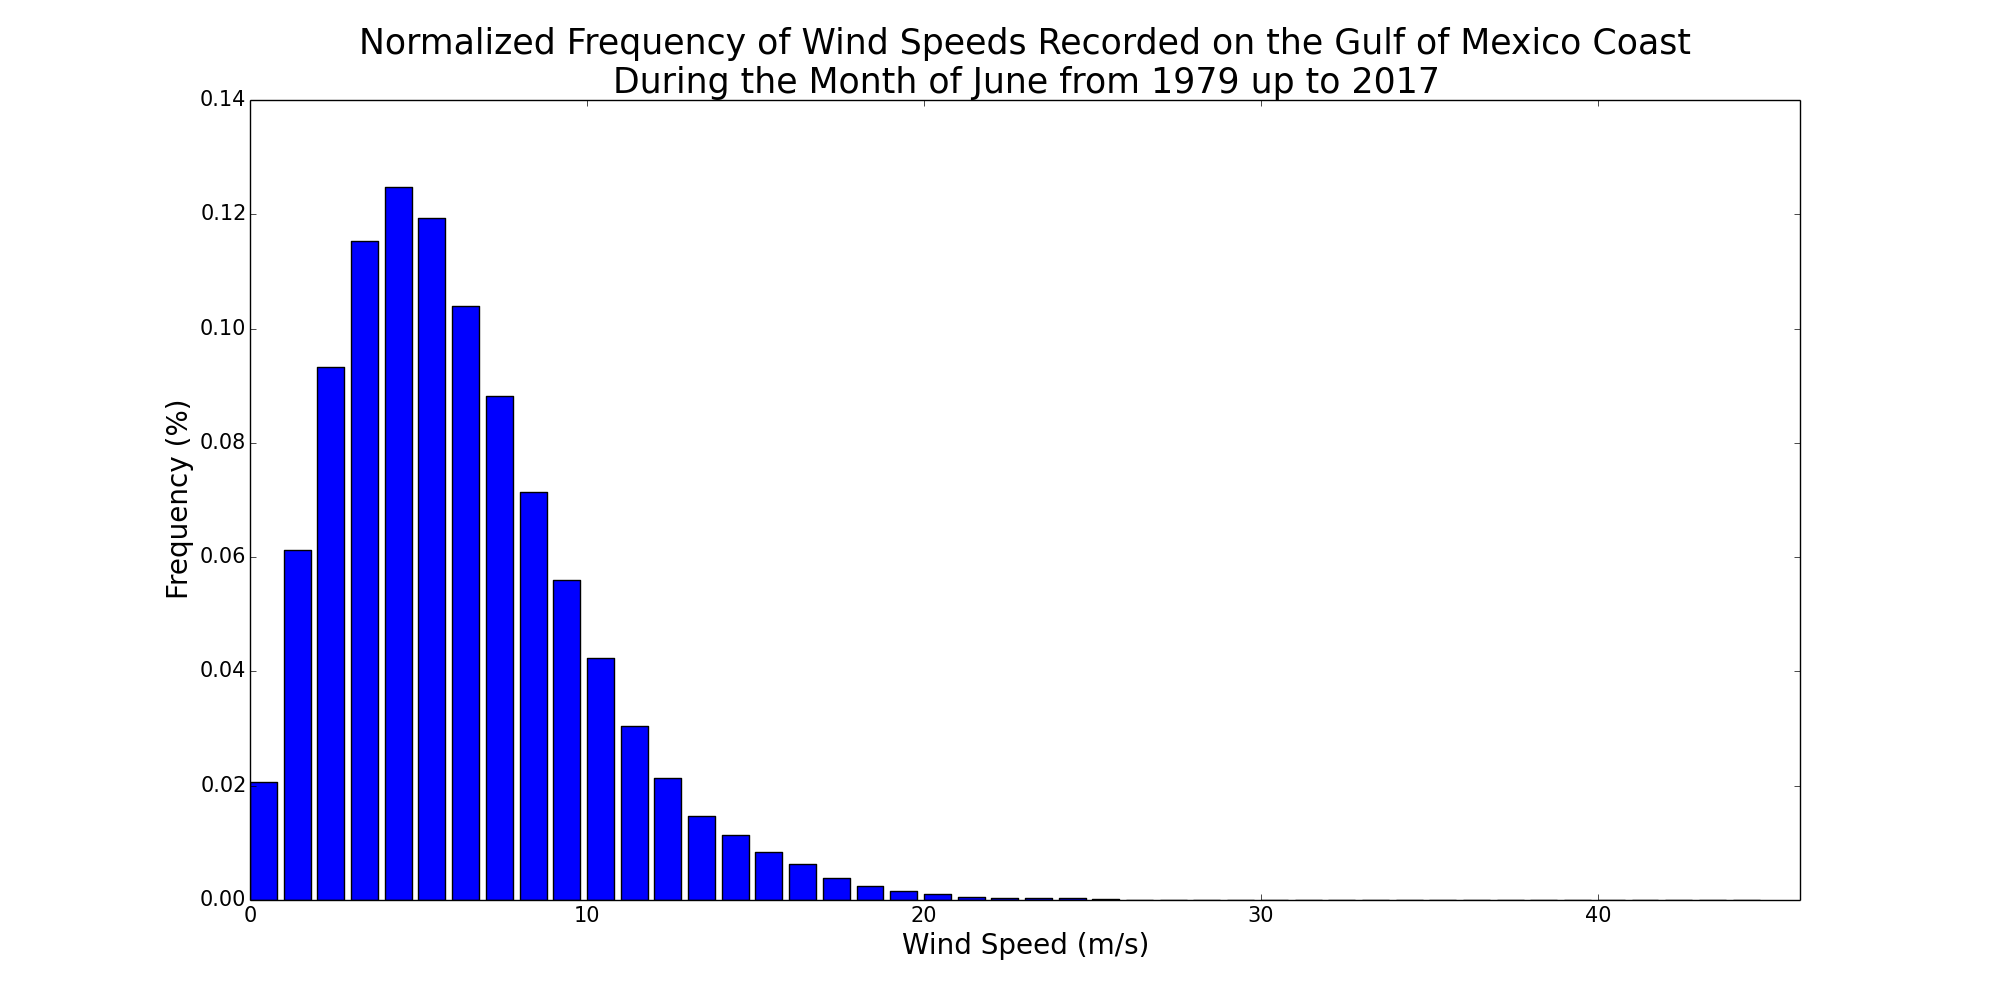 Normalized Frequency of Wind Speeds Recorded on the Gulf of Mexico Coast
During the Month of June from 1979 up to 2017
0.14
0.12
0.10
0.08
0.06
0.04
0.02
0.00
Frequency (%)
0 10 20 30 40
Wind Speed (m/s)